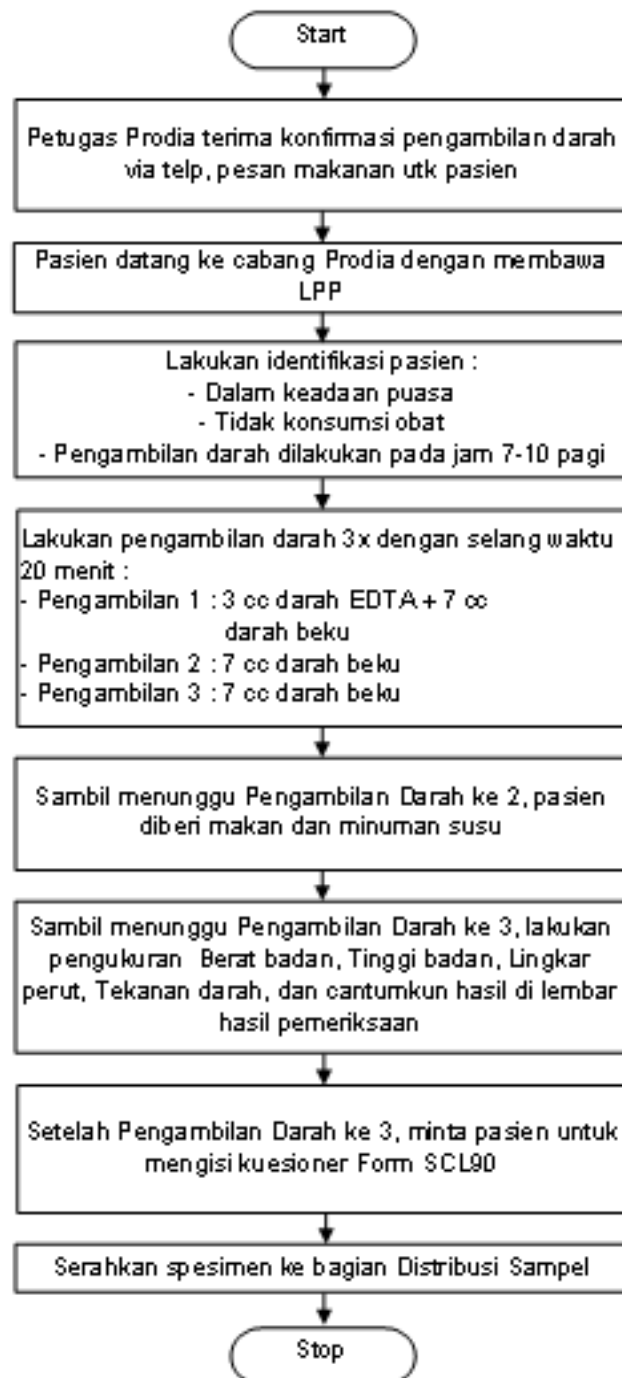 Start
Petugas Prodia terima konfirmasi pengambilan darah
via telp, pesan makanan utk pasien
Pasien datang ke cabang Prodia dengan membawa
LPP
Lakukan identifikasi pasien :
- Dalam keadaan puasa
- Tidak konsumsi obat
- Pengambilan darah dilakukan pada jam 7-10 pagi
Lakukan pengambilan darah 3x dengan selang waktu
20 menit :
- Pengambilan 1 : 3 cc darah EDTA + 7 cc
darah beku
- Pengambilan 2 : 7 cc darah beku
- Pengambilan 3 : 7 cc darah beku
Sambil menunggu Pengambilan Darah ke 2, pasien
diberi makan dan minuman susu
Sambil menunggu Pengambilan Darah ke 3, lakukan
pengukuran Berat badan, Tinggi badan, Lingkar
perut, Tekanan darah, dan cantumkun hasil di lembar
hasil pemeriksaan
Setelah Pengambilan Darah ke 3, minta pasien untuk
mengisi kuesioner Form SCL90
Serahkan spesimen ke bagian Distribusi Sampel
Stop